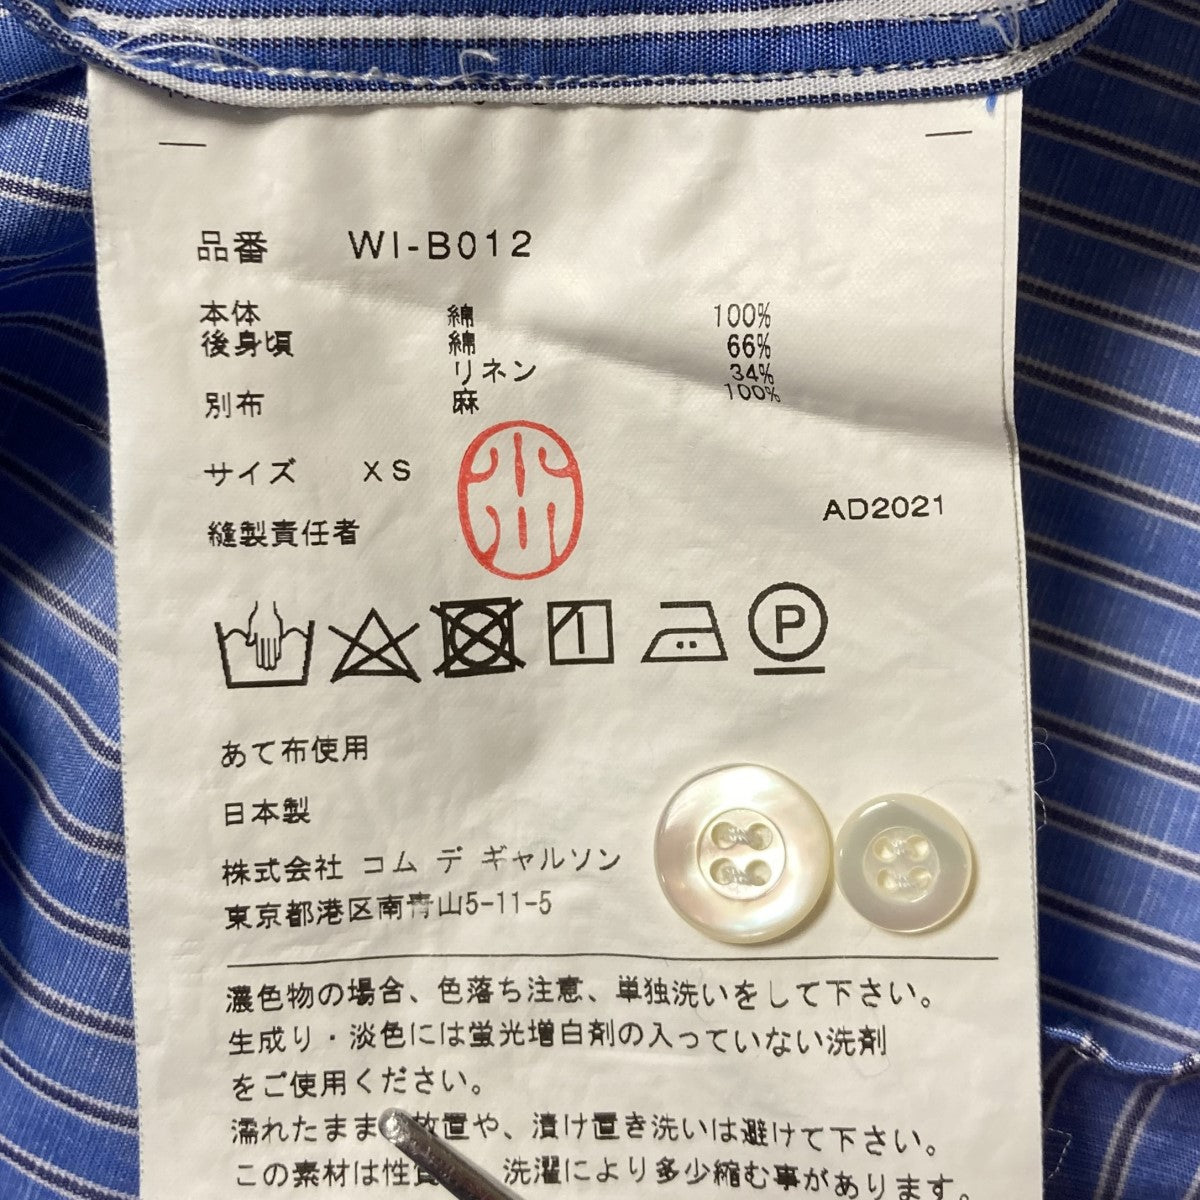 品番 WI-B012
本体 綿 100%
後身頃 綿 66%
リネン 34%
別布 麻 100%
サイズ XS
AD2021
縫製責任者
小川
1
P
あて布使用
日本製
株式会社 コム デ ギャルソン
東京都港区南青山5-11-5
濃色物の場合、色落ち注意、単独洗いをして下さい。
生成り・淡色には蛍光増白剤の入っていない洗剤
をご使用ください。
濡れたまま 放置や、漬け置き洗いは避けて下さい。
この素材は性質 洗濯により多少縮む事があります。